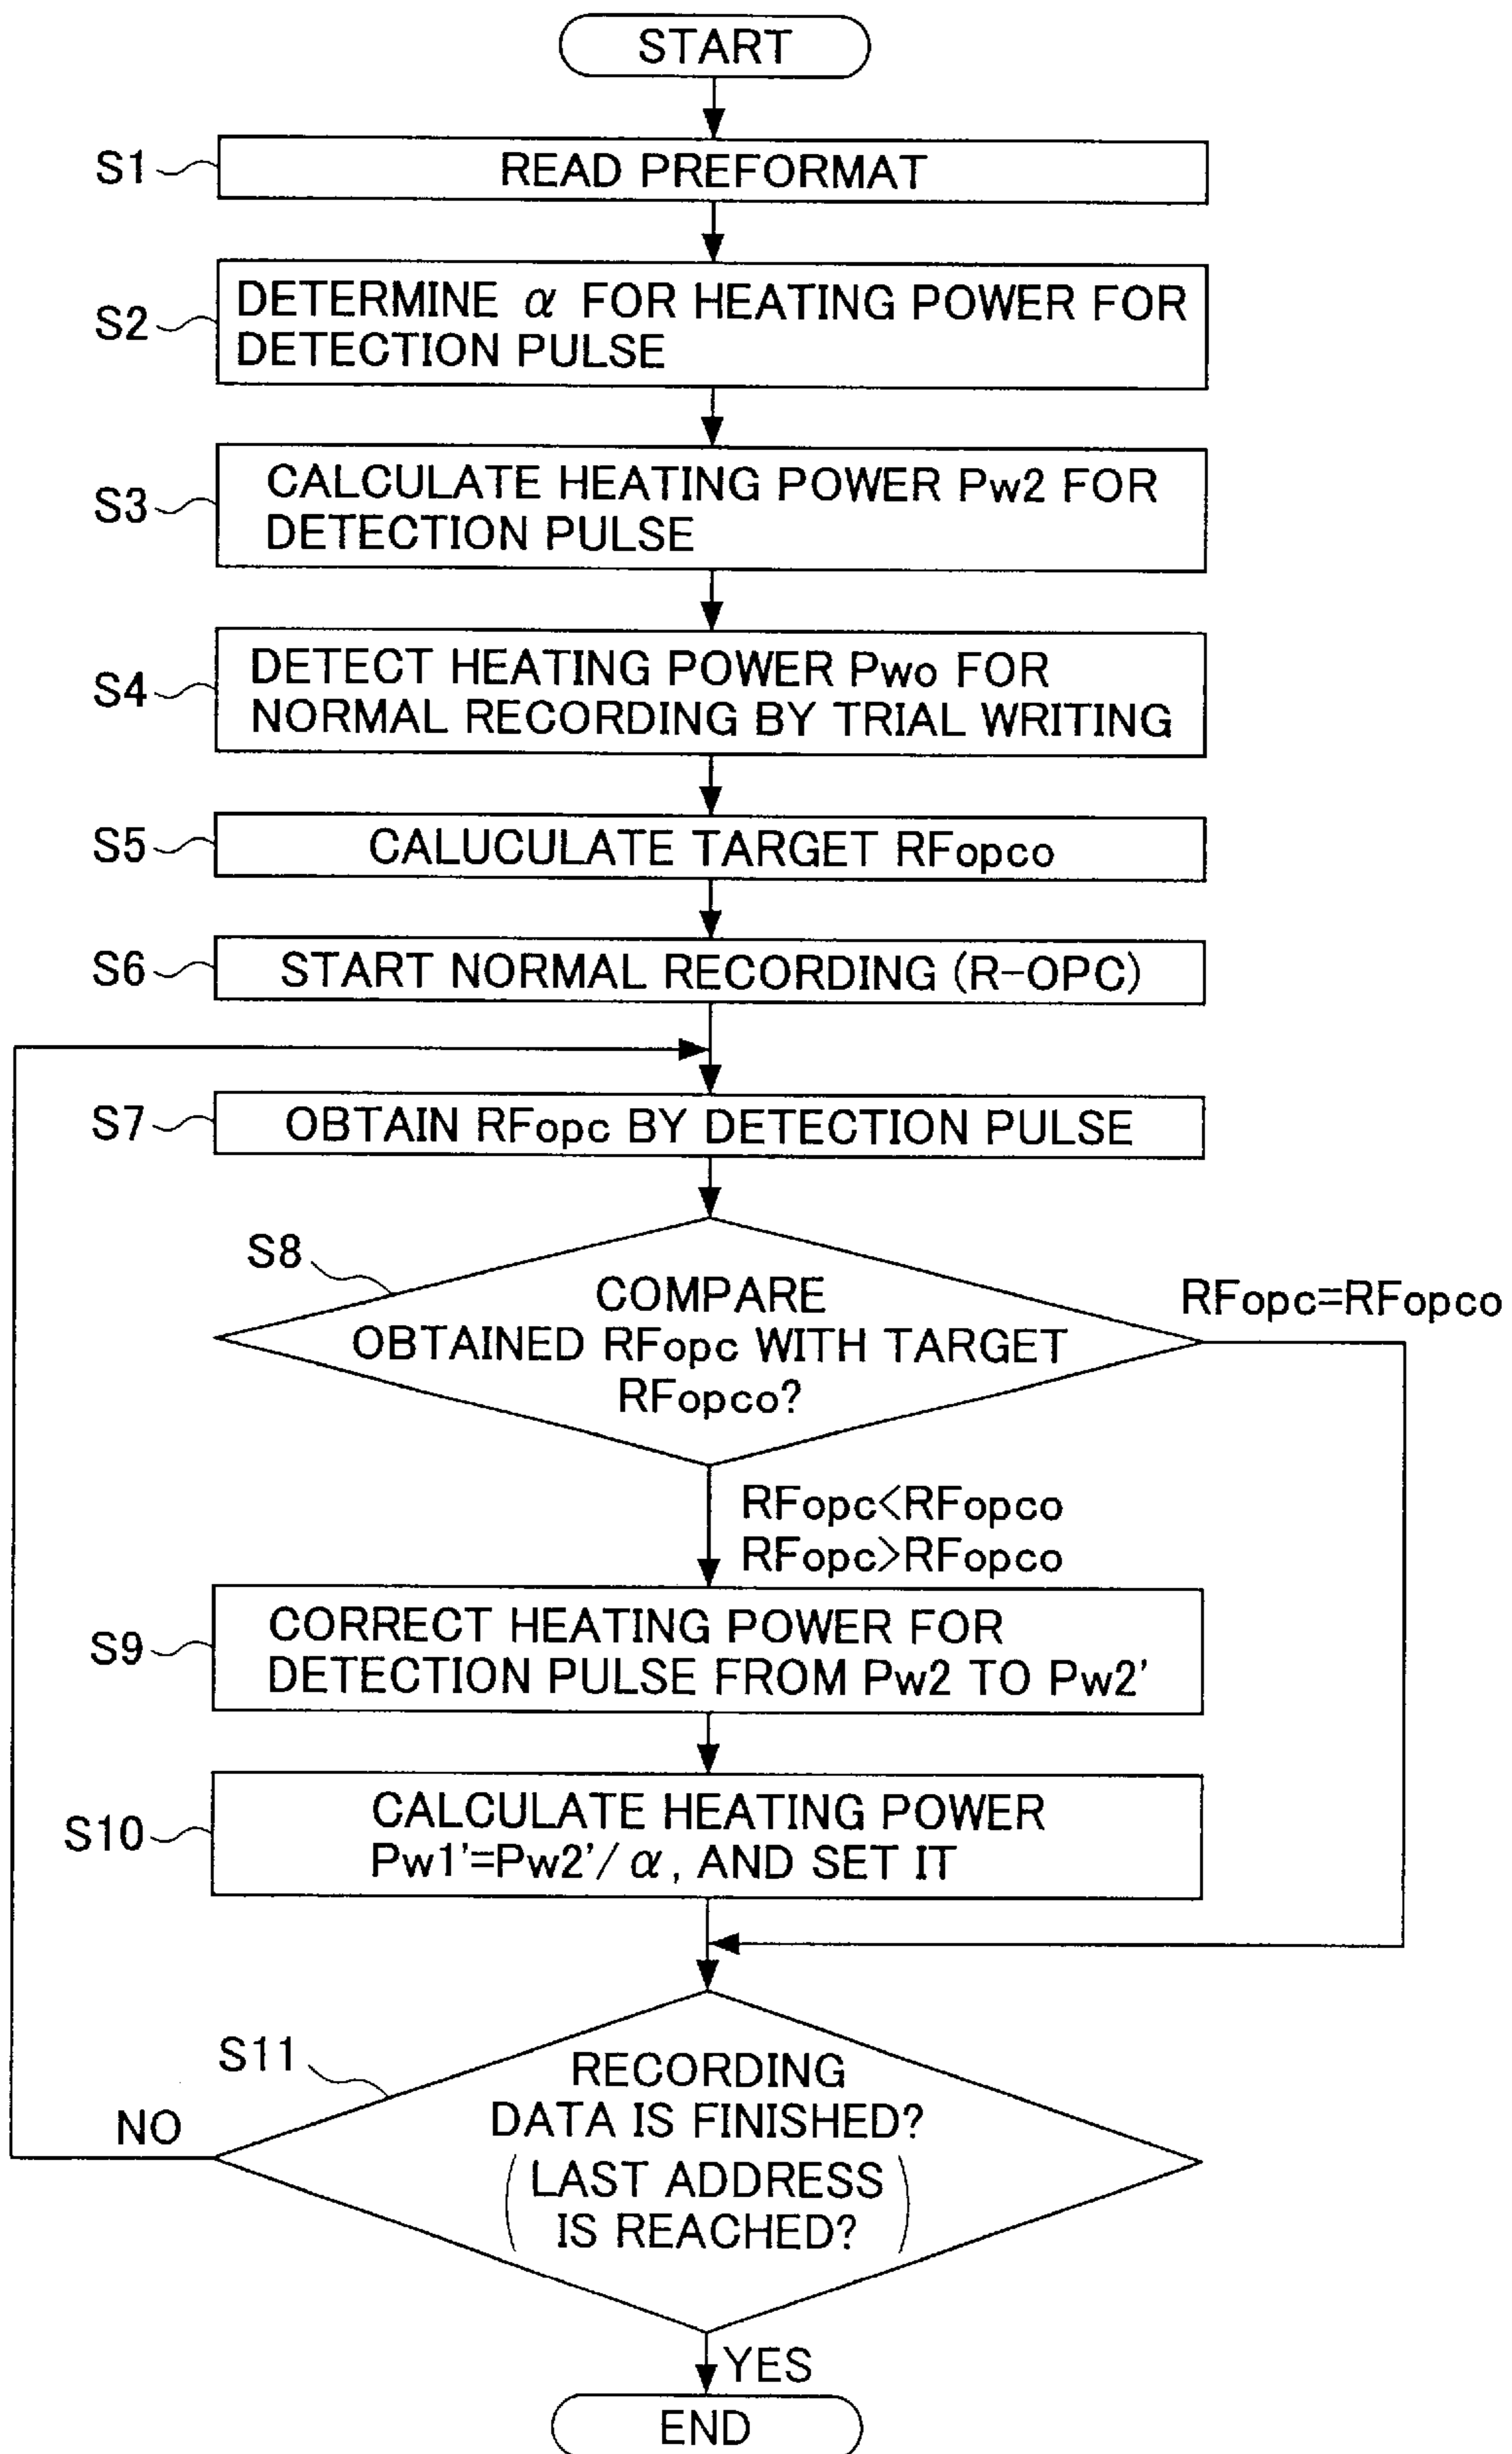 START
S1
READ PREFORMAT
S2
DETERMINE α FOR HEATING POWER FOR
DETECTION PULSE
S3
CALCULATE HEATING POWER Pw2 FOR
DETECTION PULSE
S4
DETECT HEATING POWER Pwo FOR
NORMAL RECORDING BY TRIAL WRITING
S5
CALUCULATE TARGET RFopco
S6
START NORMAL RECORDING (R-OPC)
S7
OBTAIN RFopc BY DETECTION PULSE
S8
COMPARE
OBTAINED RFopc WITH TARGET
RFopco?
RFopc=RFopco
RFopc<RFopco
RFopc>RFopco
S9
CORRECT HEATING POWER FOR
DETECTION PULSE FROM Pw2 TO Pw2'
S10
CALCULATE HEATING POWER
Pw1'=Pw2'/α, AND SET IT
S11
RECORDING
DATA IS FINISHED?
(LAST ADDRESS
IS REACHED?)
NO
YES
END